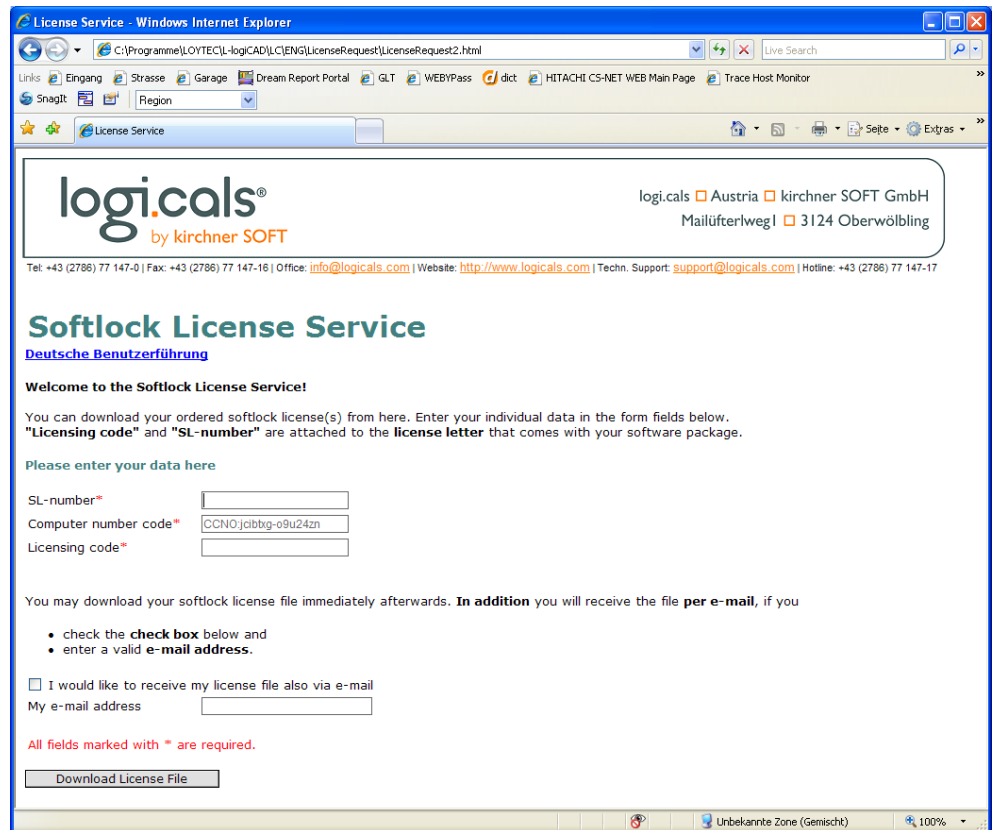 License Service - Windows Internet Explorer
C:\Programme\LOYTEC\L-logiCAD\LC\ENG\LicenseRequest\LicenseRequest2.html
Live Search
Links Eingang Strasse Garage Dream Report Portal GLT WEBYPass dict HITACHI CS-NET WEB Main Page Trace Host Monitor »
SnagIt Region
License Service Seite Extras »
logi.cals®
by kirchner SOFT
logi.cals Austria kirchner SOFT GmbH
Mailüfterlweg1 3124 Oberwölbling
Tel: +43 (2786) 77 147-0 | Fax: +43 (2786) 77 147-16 | Office: info@logicals.com | Website: http://www.logicals.com | Techn. Support: support@logicals.com | Hotline: +43 (2786) 77 147-17
Softlock License Service
Deutsche Benutzerführung
Welcome to the Softlock License Service!
You can download your ordered softlock license(s) from here. Enter your individual data in the form fields below.
"Licensing code" and "SL-number" are attached to the license letter that comes with your software package.
Please enter your data here
SL-number*
Computer number code* CCNO:jcibtxg-o9u24zn
Licensing code*
You may download your softlock license file immediately afterwards. In addition you will receive the file per e-mail, if you
• check the check box below and
• enter a valid e-mail address.
I would like to receive my license file also via e-mail
My e-mail address
All fields marked with * are required.
Download License File
Unbekannte Zone (Gemischt) 100%